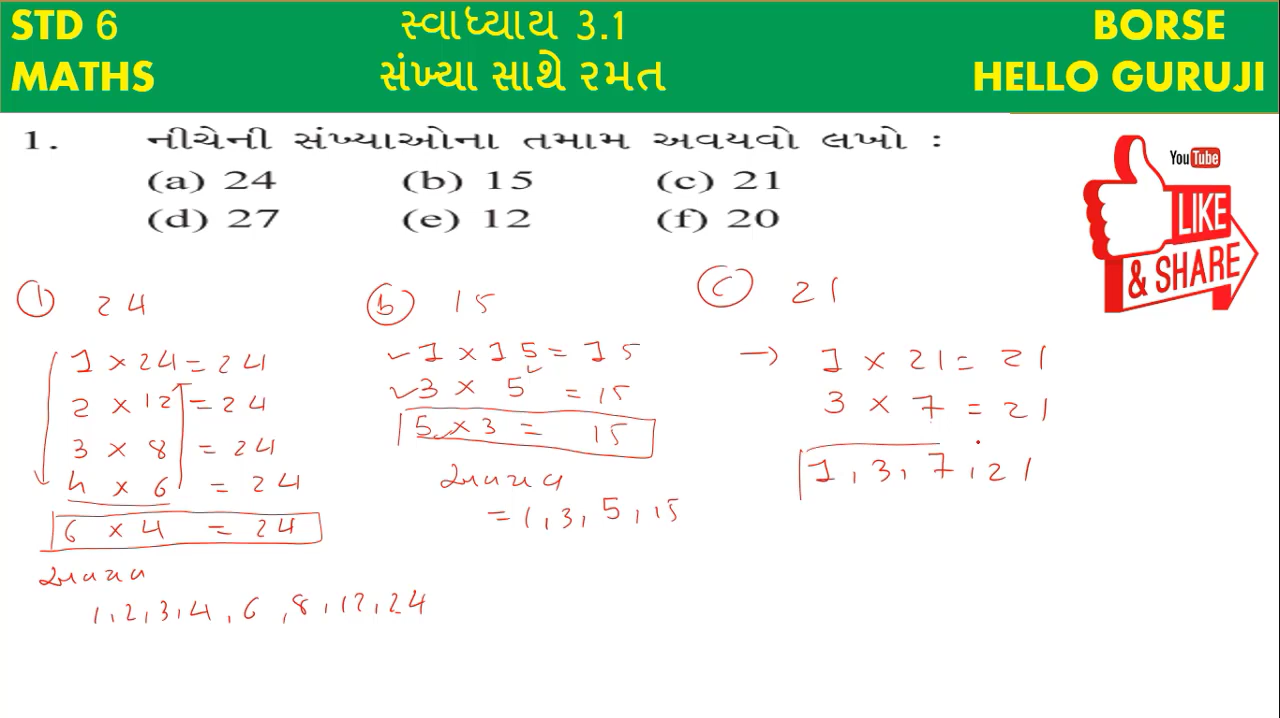 STD 6
સ્વાધ્યાય ૩.1
BORSE
MATHS
સંખ્યા સાથે રમત
HELLO GURUJI
1. નીચેની સંખ્યાઓના તમામ અવયવો લખો :
(a) 24 (b) 15 (c) 21
(d) 27 (e) 12 (f) 20
You Tube
LIKE
& SHARE
1 24
1 × 24 = 24
2 × 12 = 24
3 × 8 = 24
4 × 6 = 24
6 × 4 = 24
અવયવ
1, 2, 3, 4, 6, 8, 12, 24
b 15
1 × 15 = 15
3 × 5 = 15
5 × 3 = 15
અવયવ
= 1, 3, 5, 15
c 21
→ 1 × 21 = 21
3 × 7 = 21
1, 3, 7, 21